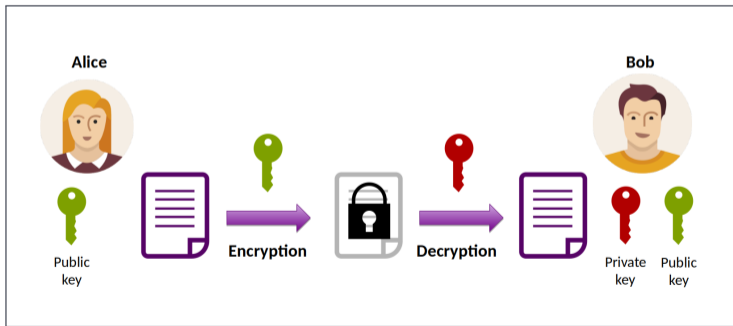 Alice
Bob
Encryption
Decryption
Public
key
Private
key
Public
key